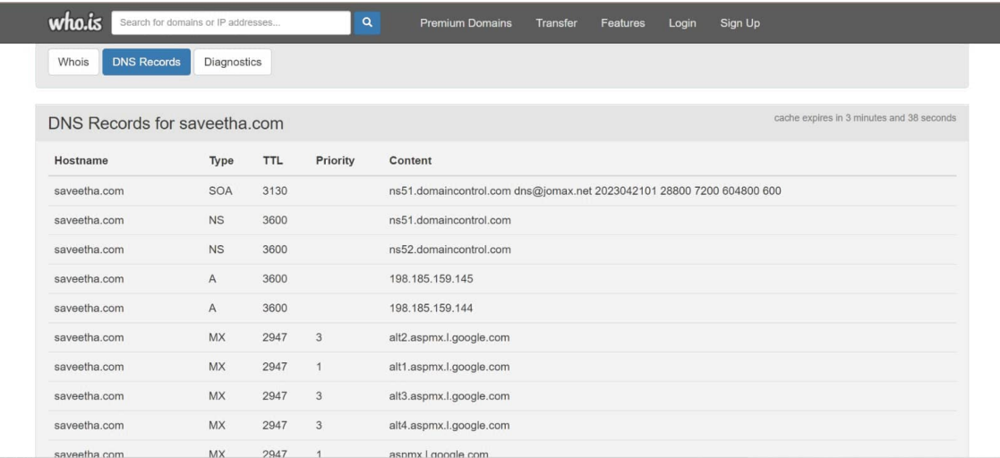 who.is Search for domains or IP addresses... Premium Domains Transfer Features Login Sign Up
Whois DNS Records Diagnostics
DNS Records for saveetha.com cache expires in 3 minutes and 38 seconds
Hostname Type TTL Priority Content
saveetha.com SOA 3130 ns51.domaincontrol.com dns@jomax.net 2023042101 28800 7200 604800 600
saveetha.com NS 3600 ns51.domaincontrol.com
saveetha.com NS 3600 ns52.domaincontrol.com
saveetha.com A 3600 198.185.159.145
saveetha.com A 3600 198.185.159.144
saveetha.com MX 2947 3 alt2.aspmx.l.google.com
saveetha.com MX 2947 1 alt1.aspmx.l.google.com
saveetha.com MX 2947 3 alt3.aspmx.l.google.com
saveetha.com MX 2947 3 alt4.aspmx.l.google.com
saveetha.com MX 2947 1 aspmx.l.google.com